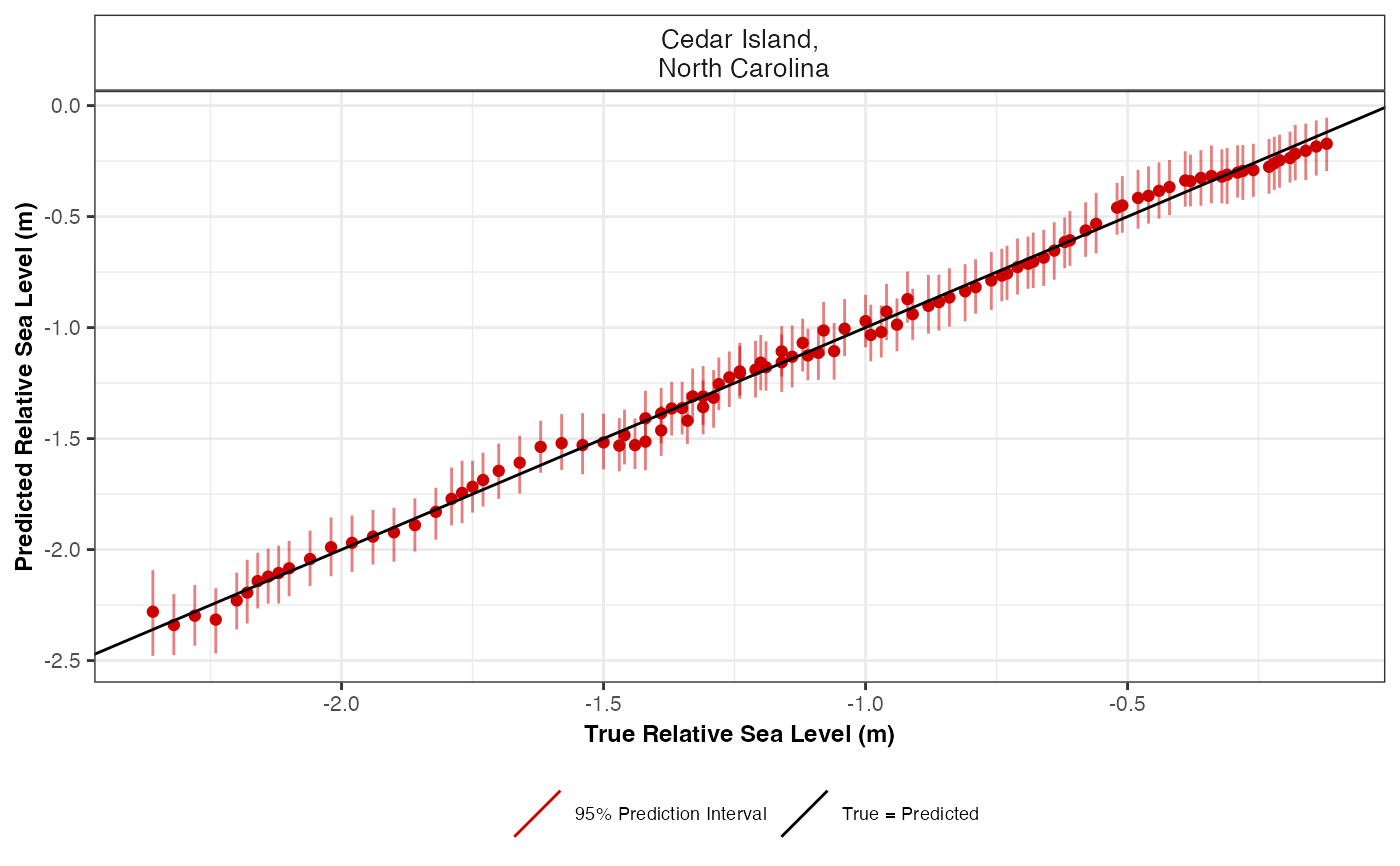 Cedar Island,
North Carolina
0.0
-0.5
-1.0
-1.5
-2.0
-2.5
Predicted Relative Sea Level (m)
-2.0 -1.5 -1.0 -0.5
True Relative Sea Level (m)
95% Prediction Interval True = Predicted